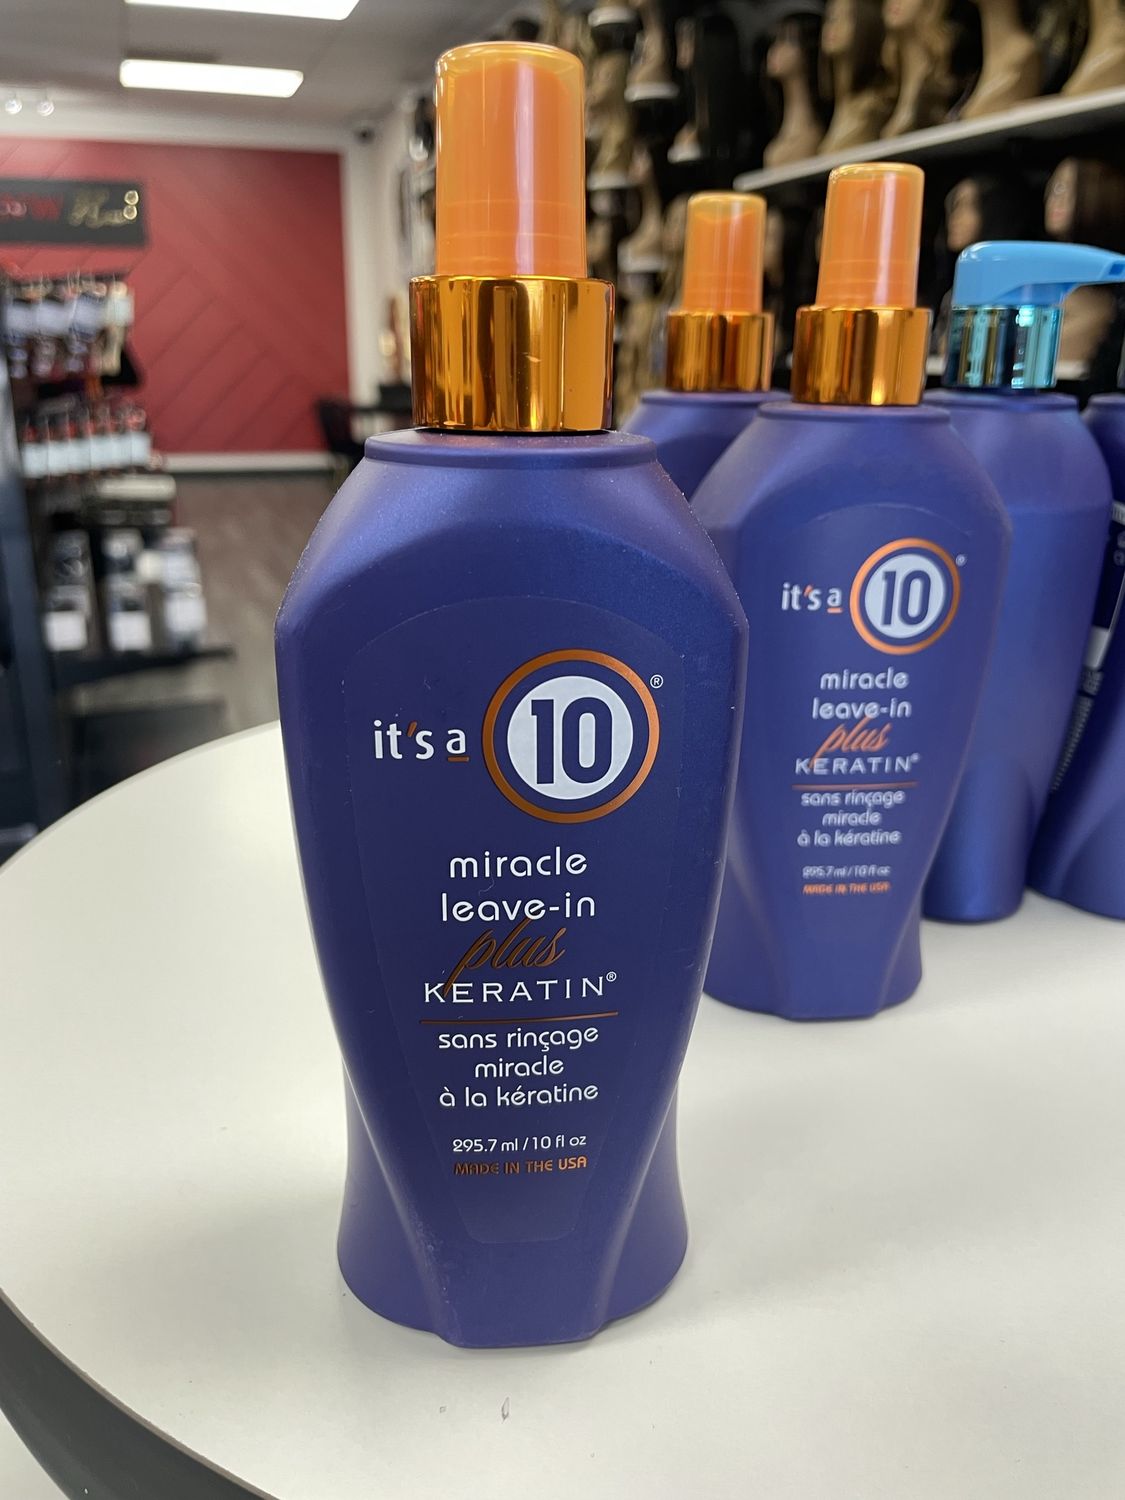 it's a 10®
miracle
leave-in
plus
KERATIN®
sans rinçage
miracle
à la kératine
295.7 ml / 10 fl oz
MADE IN THE USA
it's a 10®
miracle
leave-in
plus
KERATIN®
sans rinçage
miracle
à la kératine
295.7 ml / 10 fl oz
MADE IN THE USA